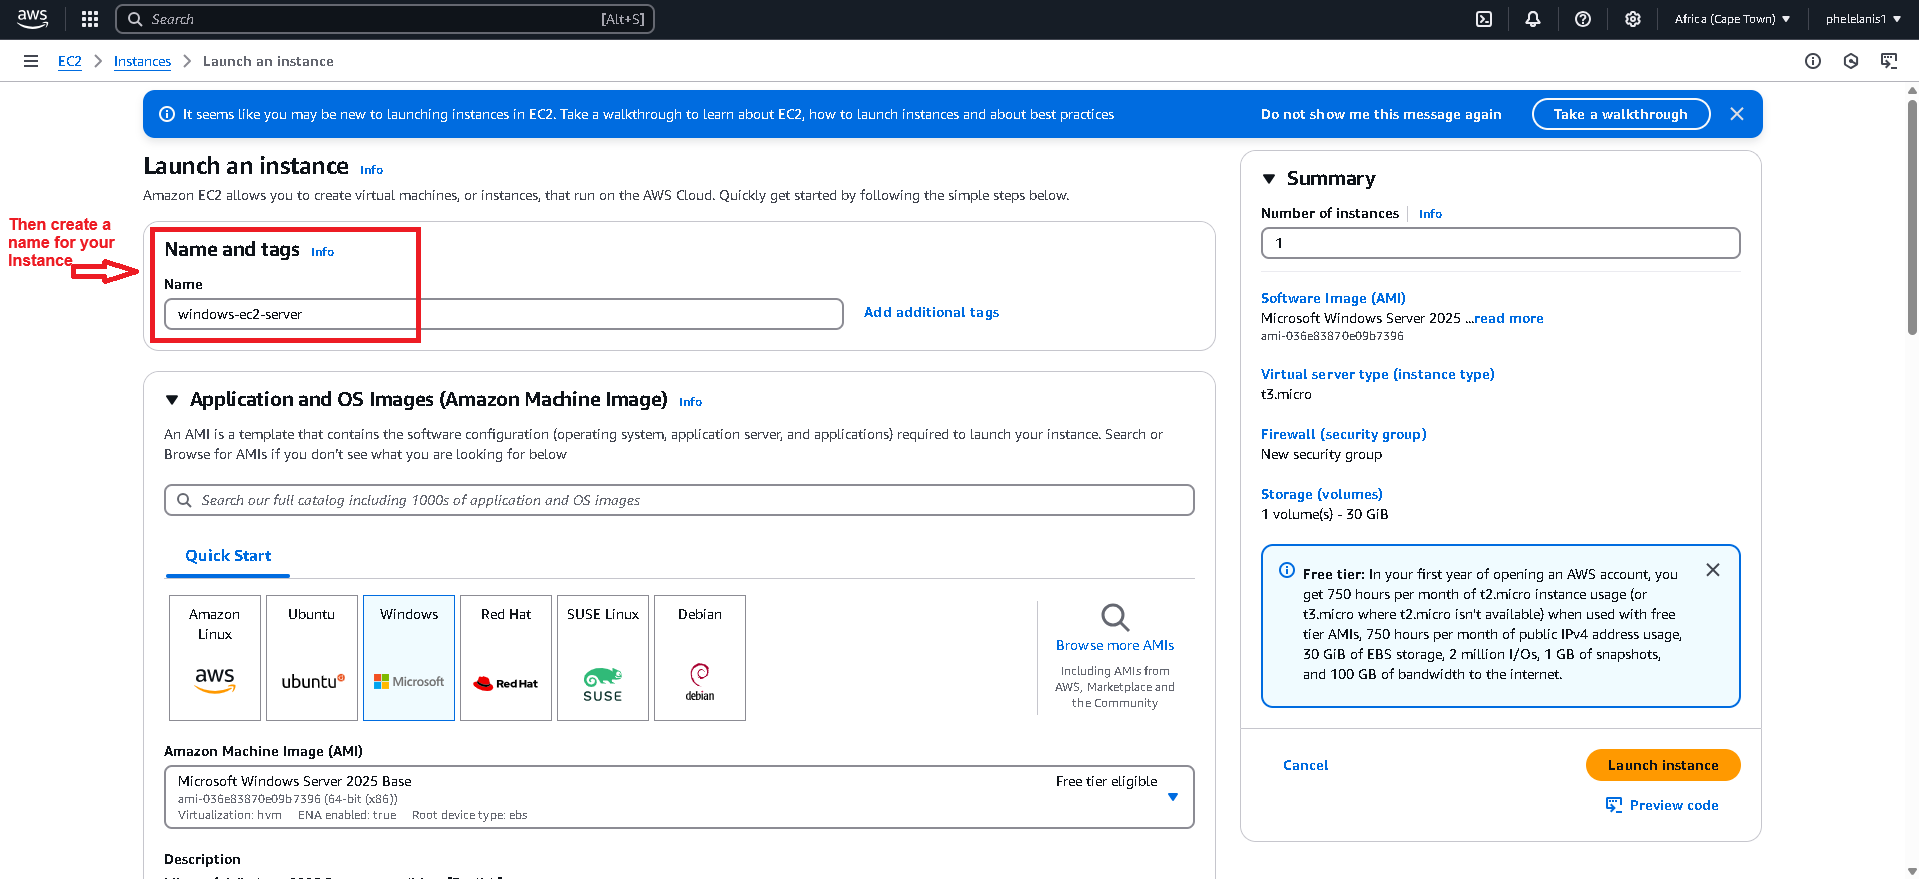 aws
Search
[Alt+S]
Africa (Cape Town)
phelelanis1
EC2
Instances
Launch an instance
It seems like you may be new to launching instances in EC2. Take a walkthrough to learn about EC2, how to launch instances and about best practices
Do not show me this message again
Take a walkthrough
Launch an instance Info
Amazon EC2 allows you to create virtual machines, or instances, that run on the AWS Cloud. Quickly get started by following the simple steps below.
Then create a
name for your
Instance
Name and tags Info
Name
windows-ec2-server
Add additional tags
Application and OS Images (Amazon Machine Image) Info
An AMI is a template that contains the software configuration (operating system, application server, and applications) required to launch your instance. Search or
Browse for AMIs if you don't see what you are looking for below
Search our full catalog including 1000s of application and OS images
Quick Start
Amazon
Linux
aws
Ubuntu
ubuntu
Windows
Microsoft
Red Hat
Red Hat
SUSE Linux
SUSE
Debian
debian
Browse more AMIs
Including AMIs from
AWS, Marketplace and
the Community
Amazon Machine Image (AMI)
Microsoft Windows Server 2025 Base
Free tier eligible
ami-036e83870e09b7396 (64-bit (x86))
Virtualization: hvm ENA enabled: true Root device type: ebs
Description
Summary
Number of instances Info
1
Software Image (AMI)
Microsoft Windows Server 2025 ...read more
ami-036e83870e09b7396
Virtual server type (instance type)
t3.micro
Firewall (security group)
New security group
Storage (volumes)
1 volume(s) - 30 GiB
Free tier: In your first year of opening an AWS account, you
get 750 hours per month of t2.micro instance usage (or
t3.micro where t2.micro isn't available) when used with free
tier AMIs, 750 hours per month of public IPv4 address usage,
30 GiB of EBS storage, 2 million I/Os, 1 GB of snapshots,
and 100 GB of bandwidth to the internet.
Cancel
Launch instance
Preview code